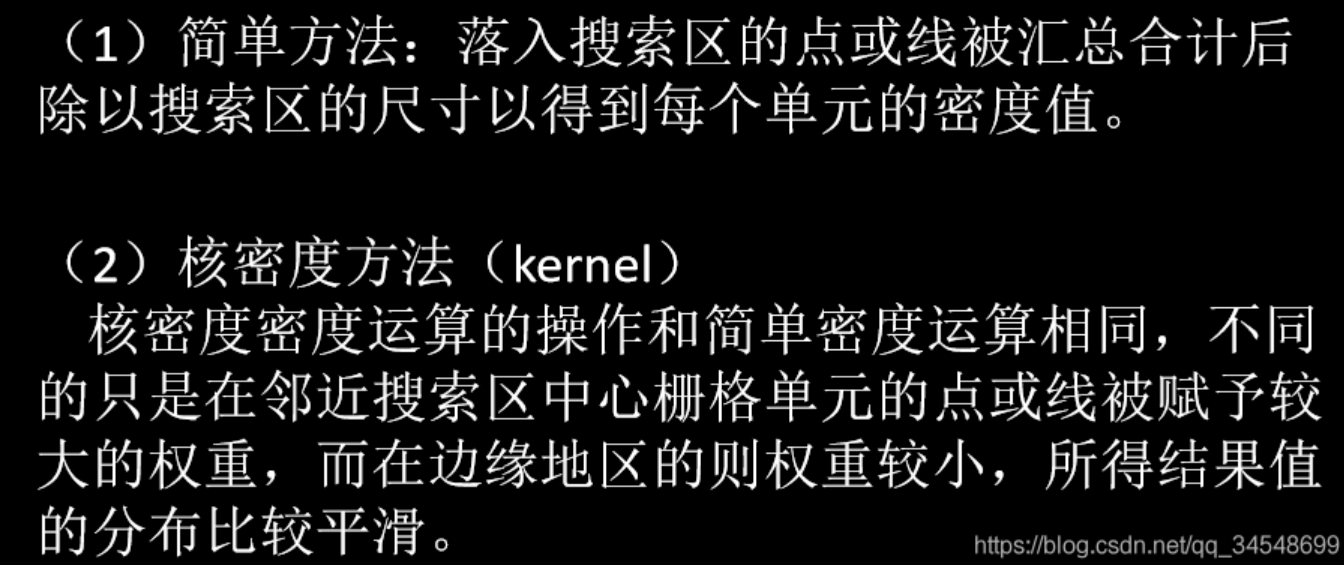 （1）简单方法：落入搜索区的点或线被汇总合计后
除以搜索区的尺寸以得到每个单元的密度值。
（2）核密度方法（kernel）
核密度密度运算的操作和简单密度运算相同，不同
的只是在邻近搜索区中心栅格单元的点或线被赋予较
大的权重，而在边缘地区的则权重较小，所得结果值
的分布比较平滑。
https://blog.csdn.net/qq_34548699